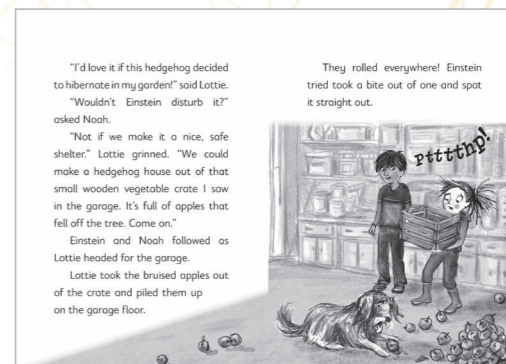 "I'd love it if this hedgehog decided
to hibernate in my garden!" said Lottie.
"Wouldn't Einstein disturb it?"
asked Noah.
"Not if we make it a nice, safe
shelter." Lottie grinned. "We could
make a hedgehog house out of that
small wooden vegetable crate I saw
in the garage. It's full of apples that
fell off the tree. Come on."
Einstein and Noah followed as
Lottie headed for the garage.
Lottie took the bruised apples out
of the crate and piled them up
on the garage floor.
They rolled everywhere! Einstein
tried took a bite out of one and spat
it straight out.
Ptttthp!